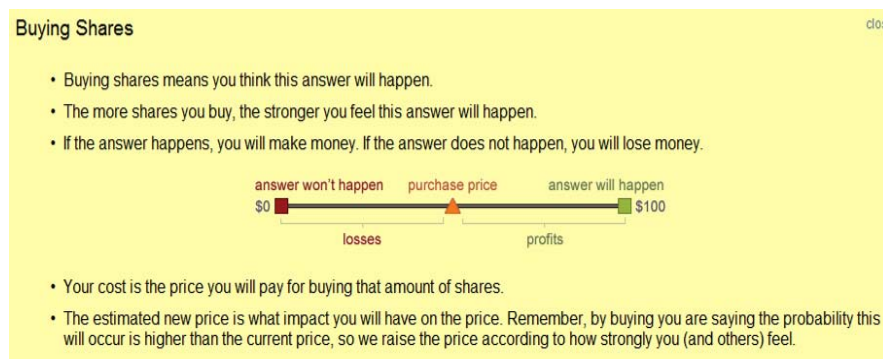 Buying Shares
• Buying shares means you think this answer will happen.
• The more shares you buy, the stronger you feel this answer will happen.
• If the answer happens, you will make money. If the answer does not happen, you will lose money.
answer won't happen purchase price answer will happen
$0 $100
losses profits
• Your cost is the price you will pay for buying that amount of shares.
• The estimated new price is what impact you will have on the price. Remember, by buying you are saying the probability this
will occur is higher than the current price, so we raise the price according to how strongly you (and others) feel.